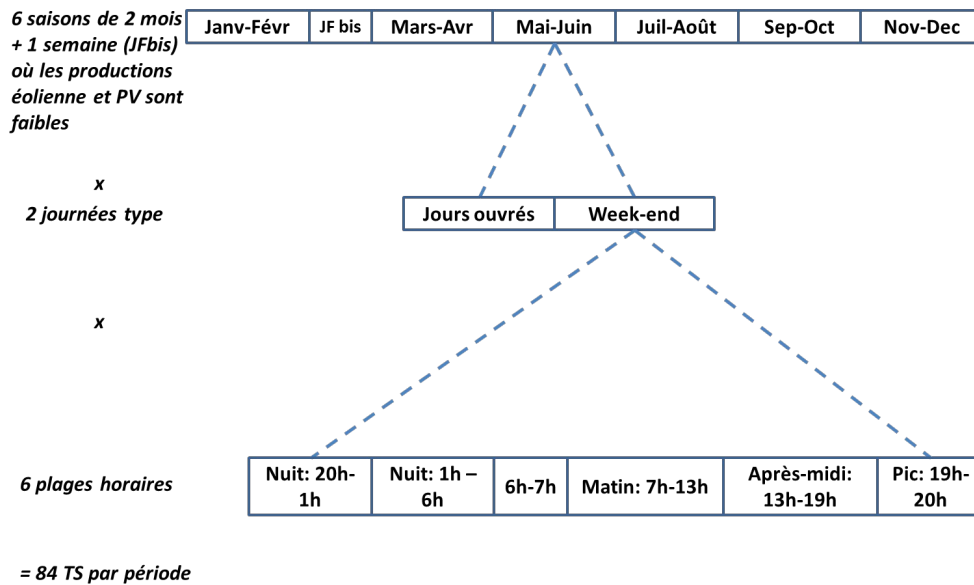 6 saisons de 2 mois
+ 1 semaine (JFbis)
où les productions
éolienne et PV sont
faibles
Janv-Févr
JF bis
Mars-Avr
Mai-Juin
Juil-Août
Sep-Oct
Nov-Dec
x
2 journées type
Jours ouvrés
Week-end
x
6 plages horaires
Nuit: 20h-
1h
Nuit: 1h –
6h
6h-7h
Matin: 7h-13h
Après-midi:
13h-19h
Pic: 19h-
20h
= 84 TS par période